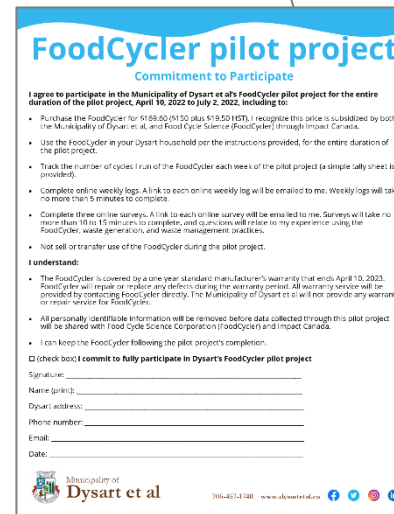 FoodCycler pilot project
Commitment to Participate
I agree to participate in the Municipality of Dysart et al's FoodCycler pilot project for the entire
duration of the pilot project, April 10, 2022 to July 2, 2022, including to:
• Purchase the FoodCycler for $169.60 ($150 plus $19.50 HST). I recognize this price is subsidized by both
the Municipality of Dysart et al, and Food Cycle Science (FoodCycler) through Impact Canada.
• Use the FoodCycler in your Dysart household per the instructions provided, for the entire duration of
the pilot project.
• Track the number of cycles I run of the FoodCycler each week of the pilot project (a simple tally sheet is
provided).
• Complete online weekly logs. A link to each online weekly log will be emailed to me. Weekly logs will tak
no more than 5 minutes to complete.
• Complete three online surveys. A link to each online survey will be emailed to me. Surveys will take no
more than 10 to 15 minutes to complete, and questions will relate to my experience using the
FoodCycler, waste generation, and waste management practices.
• Not sell or transfer use of the FoodCycler during the pilot project.
I understand:
• The FoodCycler is covered by a one-year standard manufacturer's warranty that ends April 10, 2023.
FoodCycler will repair or replace any defects during the warranty period. All warranty service will be
provided by contacting FoodCycler directly. The Municipality of Dysart et al will not provide any warrant
or repair service for FoodCycler.
• All personally identifiable information will be removed before data collected through this pilot project
will be shared with Food Cycle Science Corporation (FoodCycler) and Impact Canada.
• I can keep the FoodCycler following the pilot project's completion.
☐ (check box) I commit to fully participate in Dysart's FoodCycler pilot project
Signature:
Name (print):
Dysart address:
Phone number:
Email:
Date:
Municipality of
Dysart et al
705-457-1740 www.dysartetal.ca